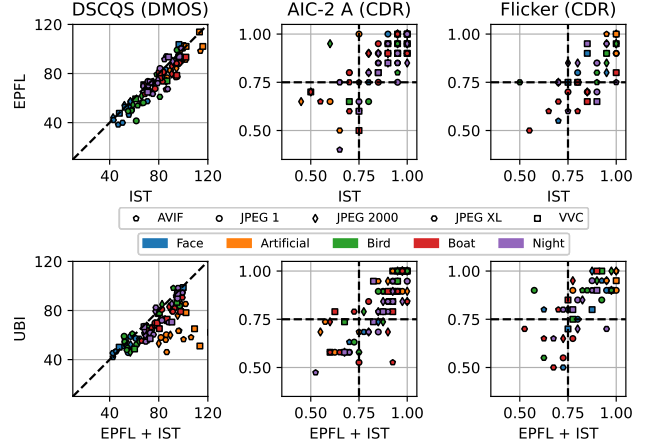 DSCQS (DMOS) AIC-2 A (CDR) Flicker (CDR)
120 1.00 1.00
EPFL 80 0.75 0.75
40 0.50 0.50
40 80 120 0.50 0.75 1.00 0.50 0.75 1.00
IST IST IST
AVIF JPEG 1 JPEG 2000 JPEG XL VVC
Face Artificial Bird Boat Night
120 1.00 1.00
UBI 80 0.75 0.75
40 0.50 0.50
40 80 120 0.50 0.75 1.00 0.50 0.75 1.00
EPFL + IST EPFL + IST EPFL + IST